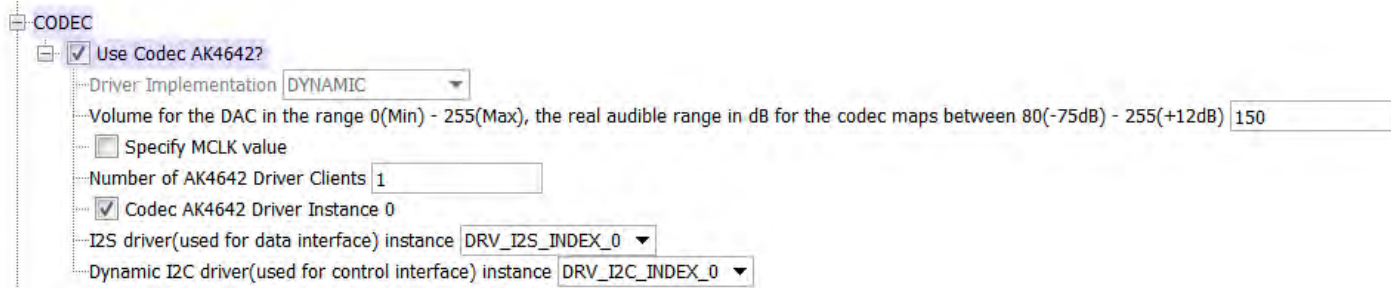 CODEC
Use Codec AK4642?
Driver Implementation DYNAMIC
Volume for the DAC in the range 0(Min) - 255(Max), the real audible range in dB for the codec maps between 80(-75dB) - 255(+12dB) 150
Specify MCLK value
Number of AK4642 Driver Clients 1
Codec AK4642 Driver Instance 0
I2S driver(used for data interface) instance DRV_I2S_INDEX_0
Dynamic I2C driver(used for control interface) instance DRV_I2C_INDEX_0